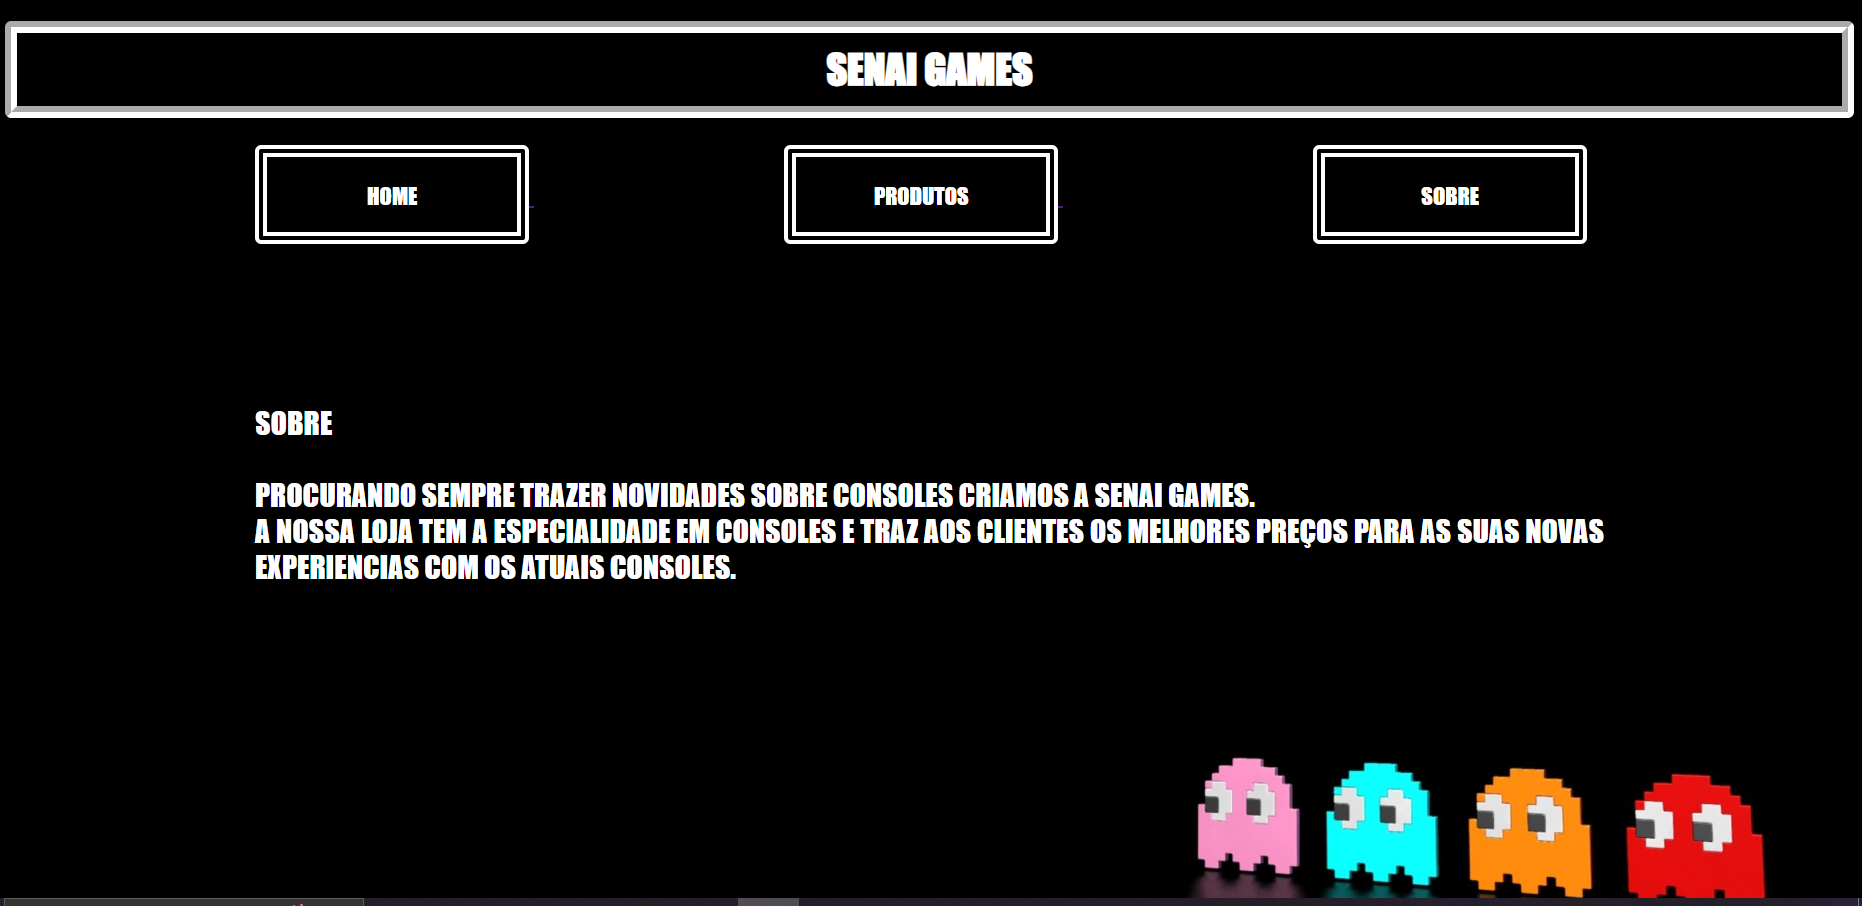 SENAI GAMES
HOME
PRODUTOS
SOBRE
SOBRE
PROCURANDO SEMPRE TRAZER NOVIDADES SOBRE CONSOLES CRIAMOS A SENAI GAMES.
A NOSSA LOJA TEM A ESPECIALIDADE EM CONSOLES E TRAZ AOS CLIENTES OS MELHORES PREÇOS PARA AS SUAS NOVAS
EXPERIENCIAS COM OS ATUAIS CONSOLES.